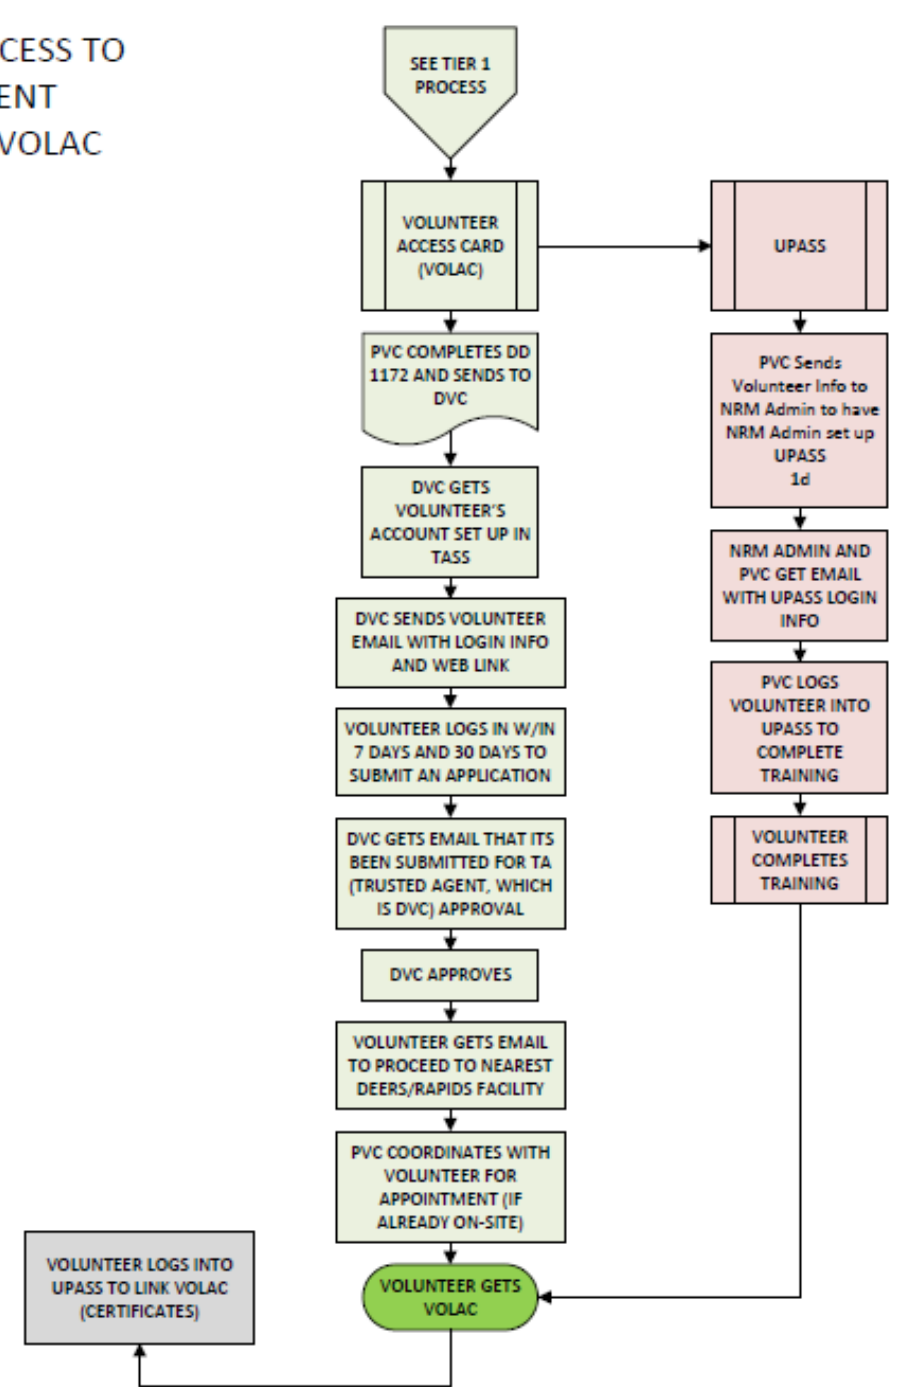 CESS TO
ENT
VOLAC
SEE TIER 1
PROCESS
VOLUNTEER
ACCESS CARD
(VOLAC)
UPASS
PVC COMPLETES DD
1172 AND SENDS TO
DVC
PVC Sends
Volunteer Info to
NRM Admin to have
NRM Admin set up
UPASS
1d
DVC GETS
VOLUNTEER'S
ACCOUNT SET UP IN
TASS
NRM ADMIN AND
PVC GET EMAIL
WITH UPASS LOGIN
INFO
DVC SENDS VOLUNTEER
EMAIL WITH LOGIN INFO
AND WEB LINK
PVC LOGS
VOLUNTEER INTO
UPASS TO
COMPLETE
TRAINING
VOLUNTEER LOGS IN W/IN
7 DAYS AND 30 DAYS TO
SUBMIT AN APPLICATION
DVC GETS EMAIL THAT ITS
BEEN SUBMITTED FOR TA
(TRUSTED AGENT, WHICH
IS DVC) APPROVAL
VOLUNTEER
COMPLETES
TRAINING
DVC APPROVES
VOLUNTEER GETS EMAIL
TO PROCEED TO NEAREST
DEERS/RAPIDS FACILITY
PVC COORDINATES WITH
VOLUNTEER FOR
APPOINTMENT (IF
ALREADY ON-SITE)
VOLUNTEER LOGS INTO
UPASS TO LINK VOLAC
(CERTIFICATES)
VOLUNTEER GETS
VOLAC